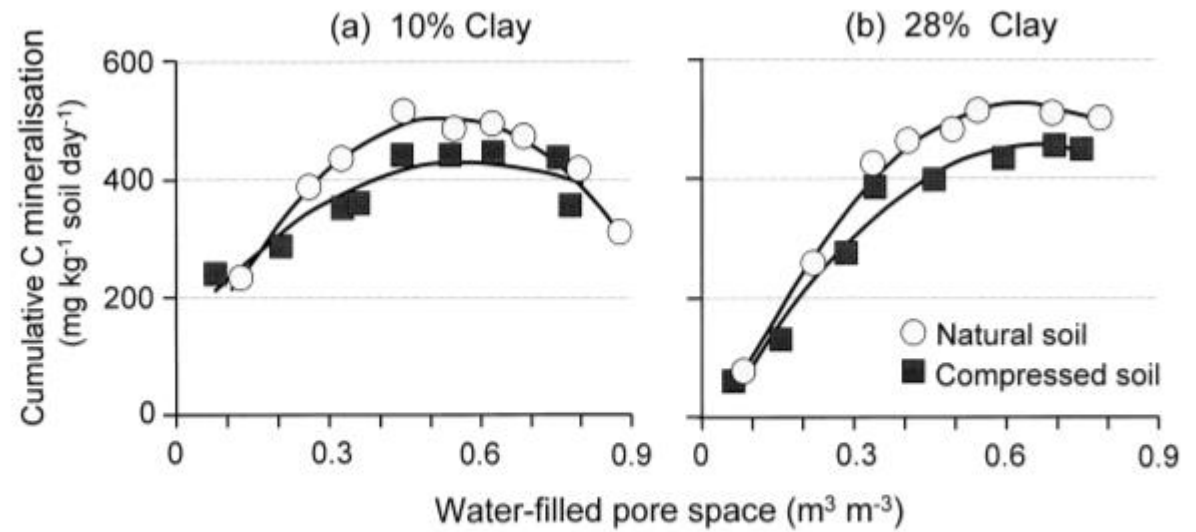 (a) 10% Clay
(b) 28% Clay
Cumulative C mineralisation
(mg kg⁻¹ soil day⁻¹)
600
400
200
0
0 0.3 0.6 0.9
0 0.3 0.6 0.9
Natural soil
Compressed soil
Water-filled pore space (m³ m⁻³)